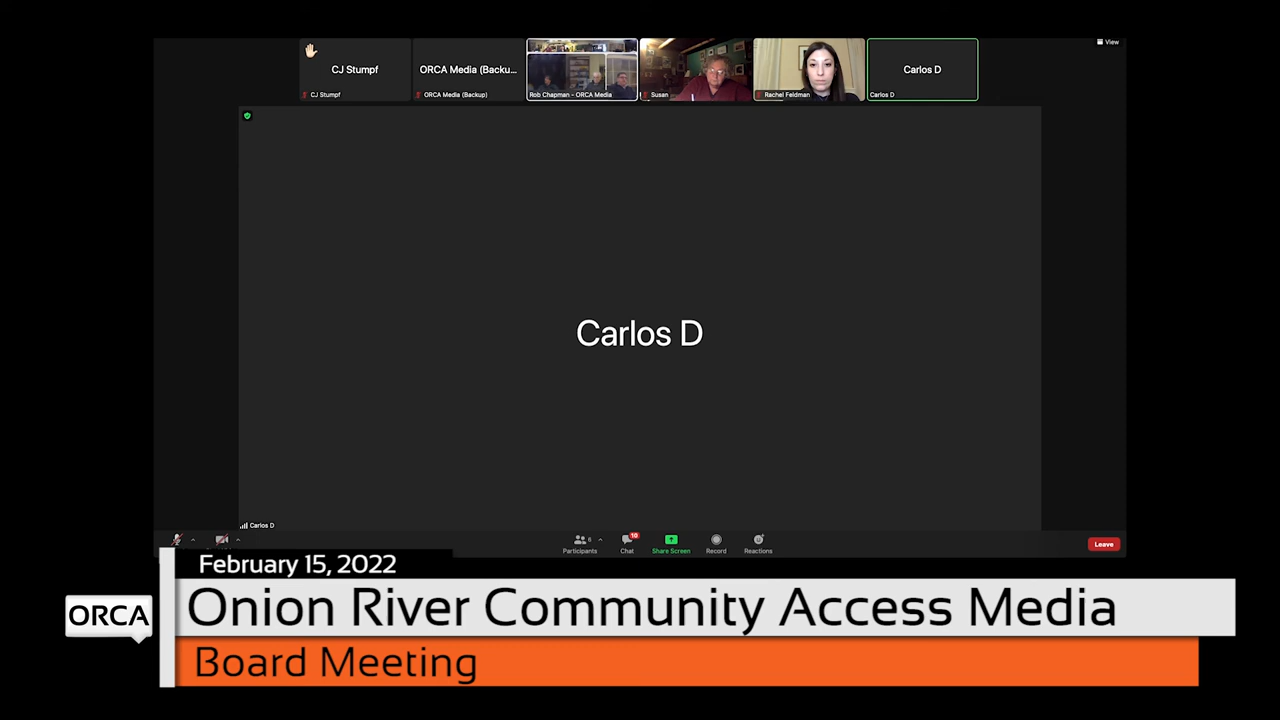 View
CJ Stumpf
ORCA Media (Backu...
Carlos D
CJ Stumpf
ORCA Media (Backup)
Rob Chapman - ORCA Media
Susan
Rachel Feldman
Carlos D
Carlos D
Carlos D
Participants
6
Chat
10
Share Screen
Record
Reactions
Leave
February 15, 2022
ORCA
Onion River Community Access Media
Board Meeting